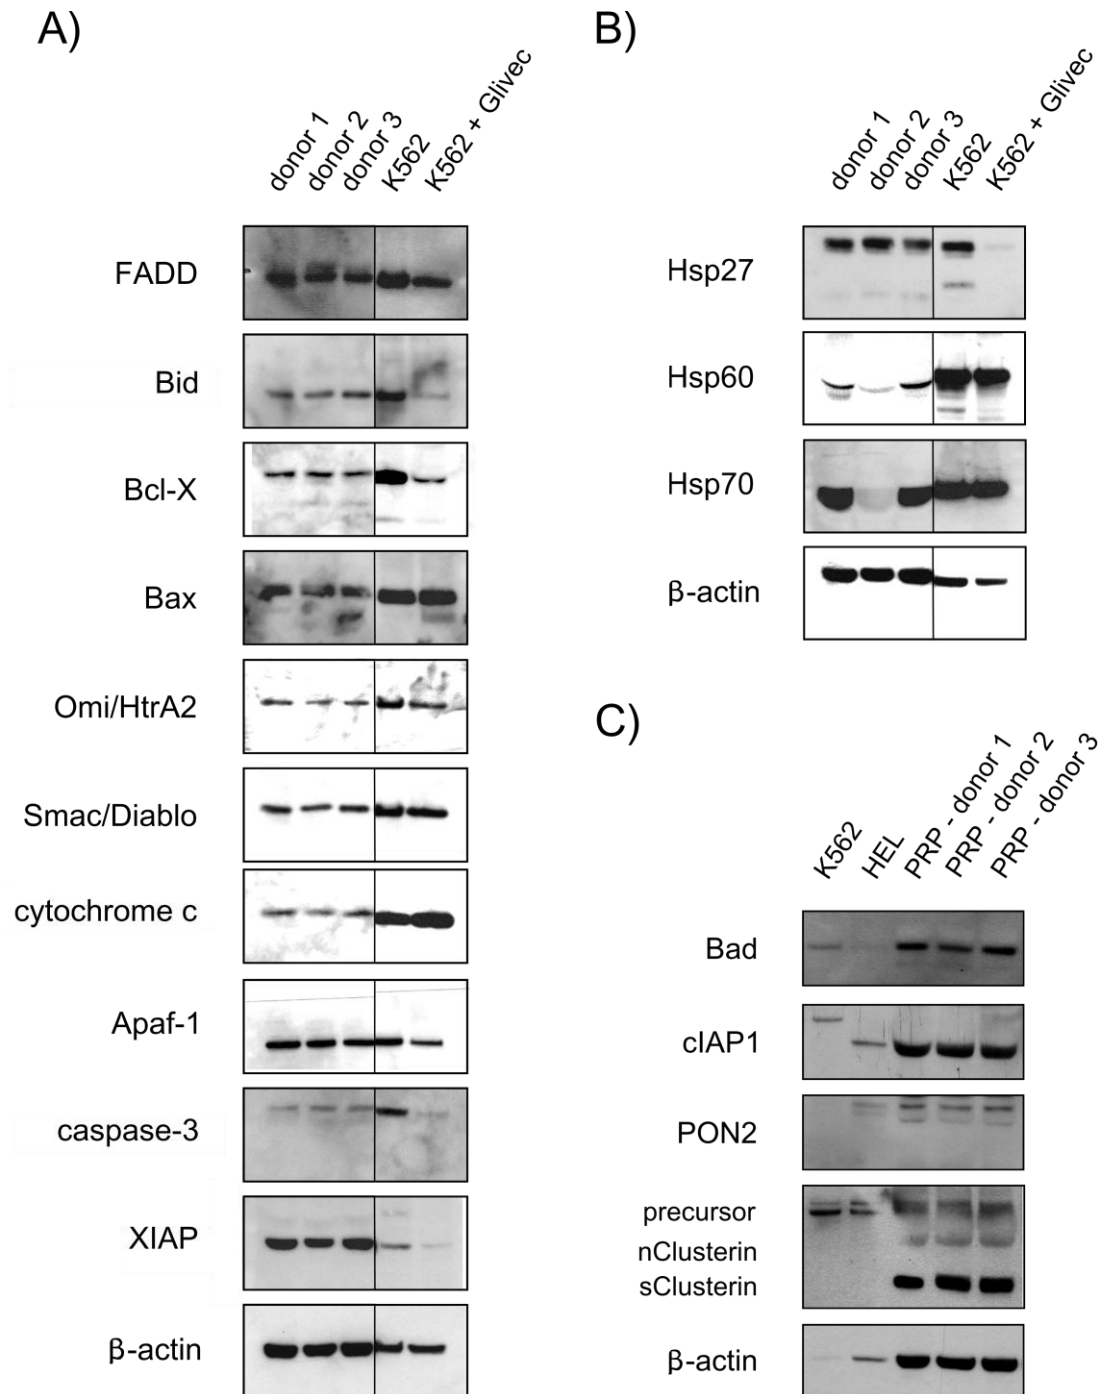 A)
donor 1
donor 2
donor 3
K562
K562 + Glivec
FADD
Bid
Bcl-X
Bax
Omi/HtrA2
Smac/Diablo
cytochrome c
Apaf-1
caspase-3
XIAP
β-actin
B)
donor 1
donor 2
donor 3
K562
K562 + Glivec
Hsp27
Hsp60
Hsp70
β-actin
C)
K562
HEL
PRP - donor 1
PRP - donor 2
PRP - donor 3
Bad
cIAP1
PON2
precursor
nClusterin
sClusterin
β-actin